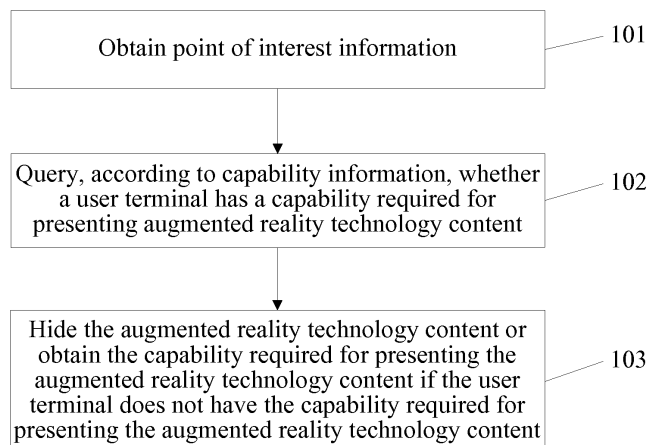 Obtain point of interest information
101
Query, according to capability information, whether
a user terminal has a capability required for
presenting augmented reality technology content
102
Hide the augmented reality technology content or
obtain the capability required for presenting the
augmented reality technology content if the user
terminal does not have the capability required for
presenting the augmented reality technology content
103